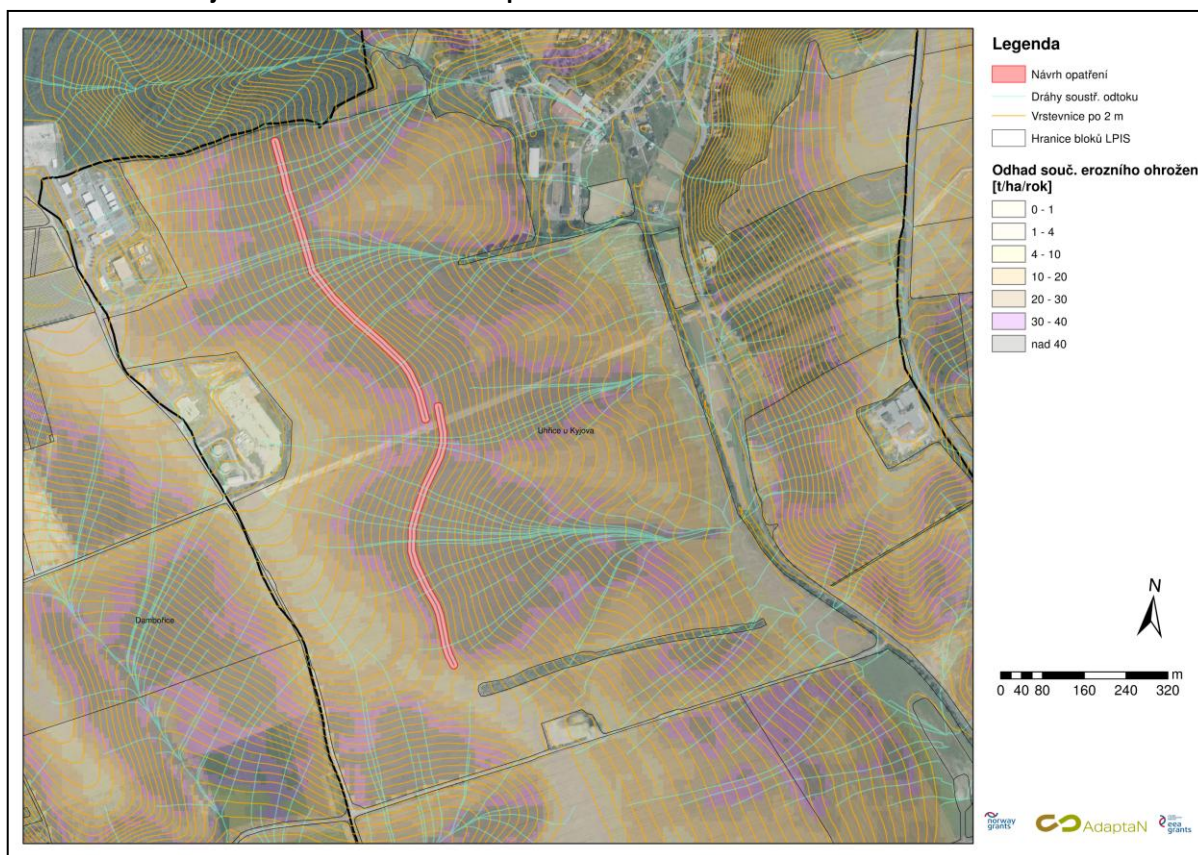 Legenda
Návrh opatření
Dráhy soustř. odtoku
Vrstevnice po 2 m
Hranice bloků LPIS
Odhad souč. erozního ohrožen
[t/ha/rok]
0 - 1
1 - 4
4 - 10
10 - 20
20 - 30
30 - 40
nad 40
Uhřice u Kyjova
Dambořice
N
m
0 40 80 160 240 320
norway
grants
AdaptaN
eea
grants